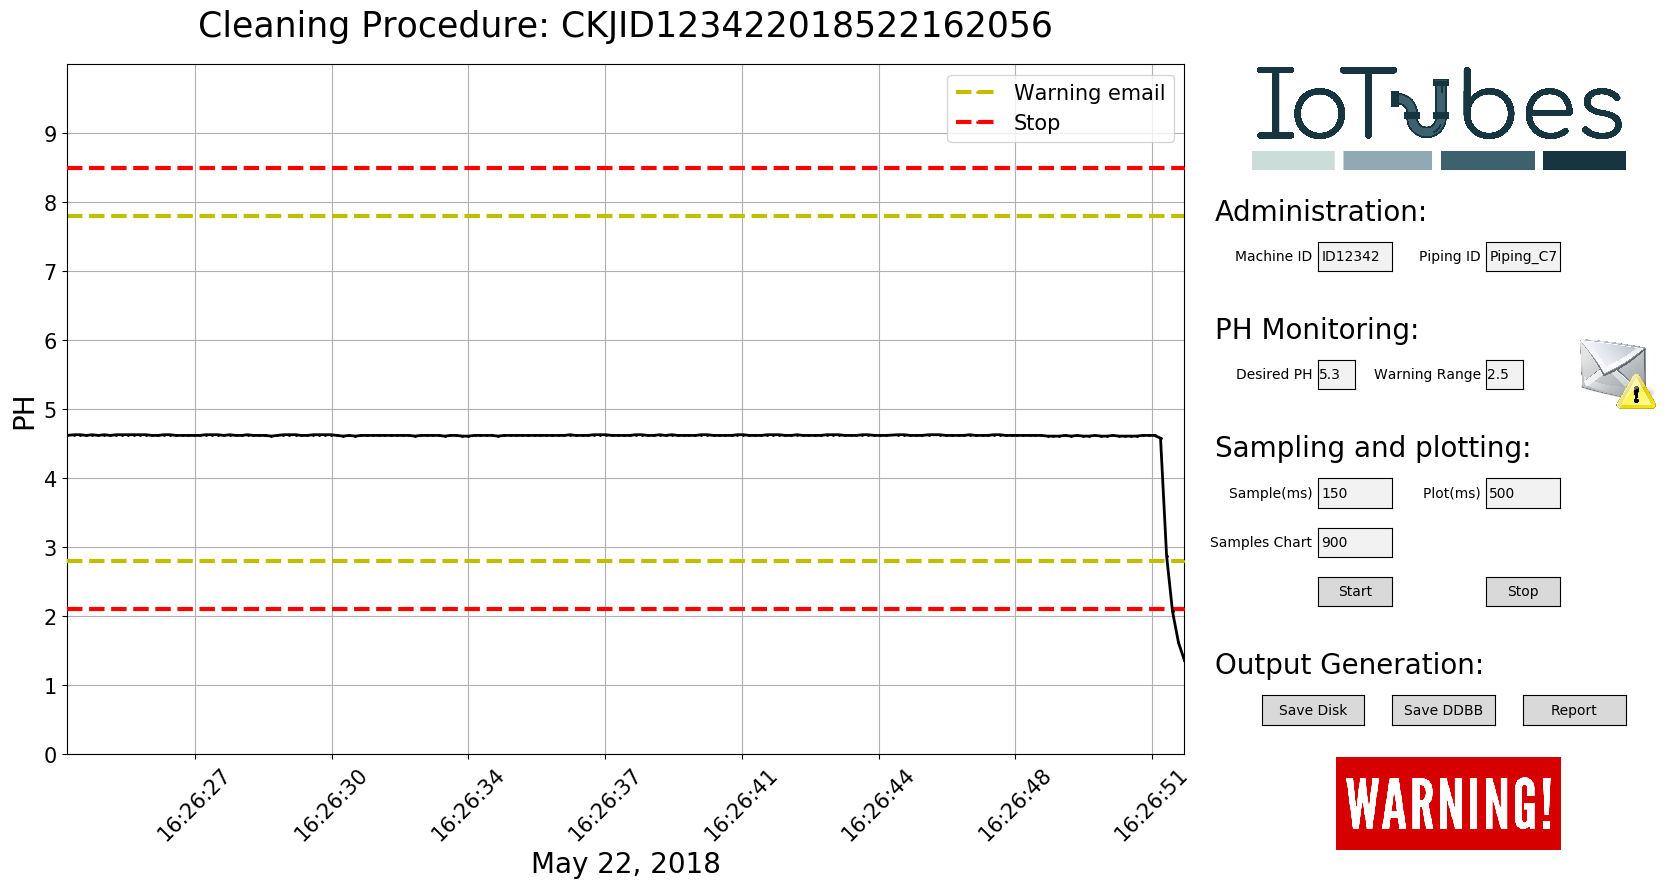 Cleaning Procedure: CKJID123422018522162056
Warning email
Stop
9
8
7
6
5
4
3
2
1
0
PH
16:26:27
16:26:30
16:26:34
16:26:37
16:26:41
16:26:44
16:26:48
16:26:51
May 22, 2018
IoTubes
Administration:
Machine ID ID12342 Piping ID Piping_C7
PH Monitoring:
Desired PH 5.3 Warning Range 2.5
Sampling and plotting:
Sample(ms) 150 Plot(ms) 500
Samples Chart 900
Start Stop
Output Generation:
Save Disk Save DDBB Report
WARNING!